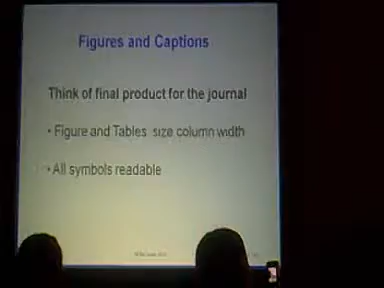 Figures and Captions
Think of final product for the journal
• Figure and Tables size column width
• All symbols readable